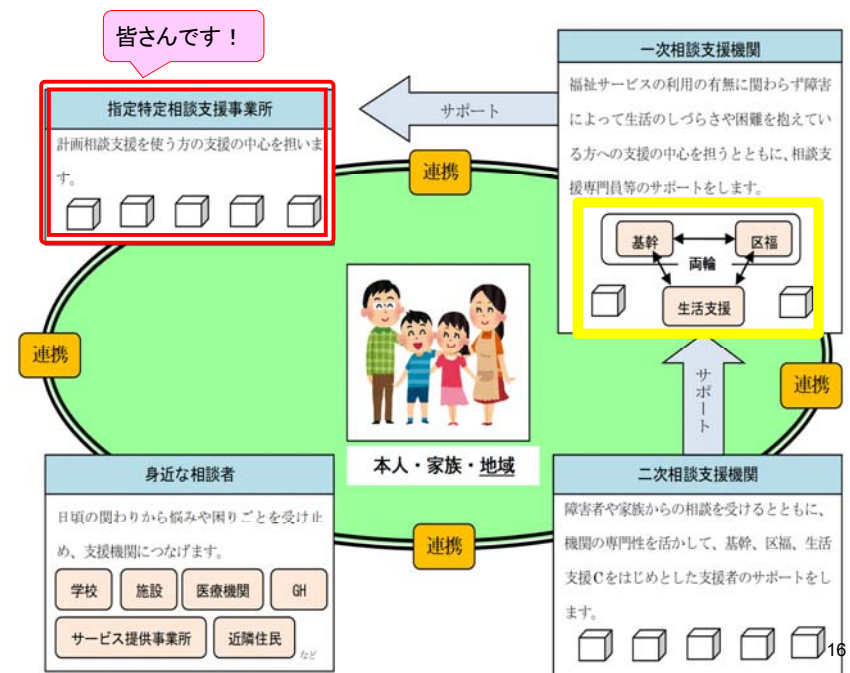 皆さんです！
指定特定相談支援事業所
計画相談支援を使う方の支援の中心を担いま
す。
サポート
一次相談支援機関
福祉サービスの利用の有無に関わらず障害
によって生活のしづらさや困難を抱えてい
る方への支援の中心を担うとともに、相談支
援専門員等のサポートをします。
基幹
区福
両輪
生活支援
連携
連携
連携
連携
サポート
本人・家族・地域
身近な相談者
日頃の関わりから悩みや困りごとを受け止
め、支援機関につなげます。
学校
施設
医療機関
GH
サービス提供事業所
近隣住民
など
二次相談支援機関
障害者や家族からの相談を受けるとともに、
機関の専門性を活かして、基幹、区福、生活
支援Cをはじめとした支援者のサポートをし
ます。
16